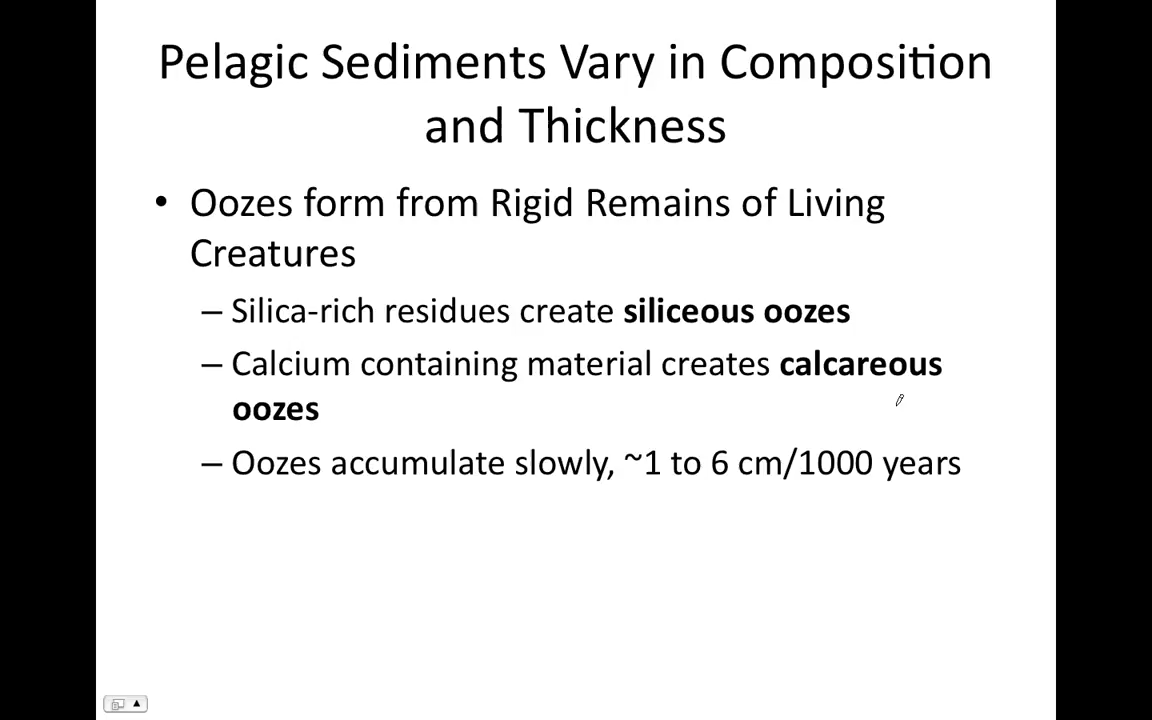 Pelagic Sediments Vary in Composition
and Thickness
• Oozes form from Rigid Remains of Living
Creatures
– Silica-rich residues create siliceous oozes
– Calcium containing material creates calcareous
oozes
– Oozes accumulate slowly, ~1 to 6 cm/1000 years